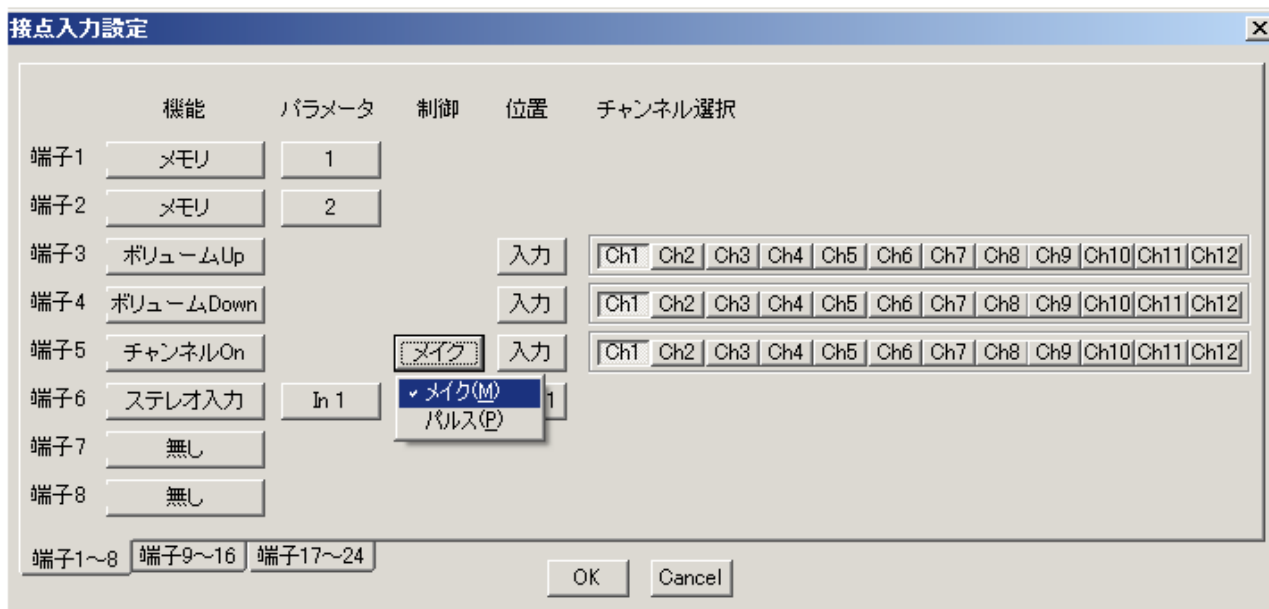 接点入力設定
機能 パラメータ 制御 位置 チャンネル選択
端子1 メモリ 1
端子2 メモリ 2
端子3 ボリュームUp 入力 Ch1 Ch2 Ch3 Ch4 Ch5 Ch6 Ch7 Ch8 Ch9 Ch10 Ch11 Ch12
端子4 ボリュームDown 入力 Ch1 Ch2 Ch3 Ch4 Ch5 Ch6 Ch7 Ch8 Ch9 Ch10 Ch11 Ch12
端子5 チャンネルOn メイク 入力 Ch1 Ch2 Ch3 Ch4 Ch5 Ch6 Ch7 Ch8 Ch9 Ch10 Ch11 Ch12
端子6 ステレオ入力 In 1 メイク(M) 1
パルス(P)
端子7 無し
端子8 無し
端子1～8 端子9～16 端子17～24
OK Cancel